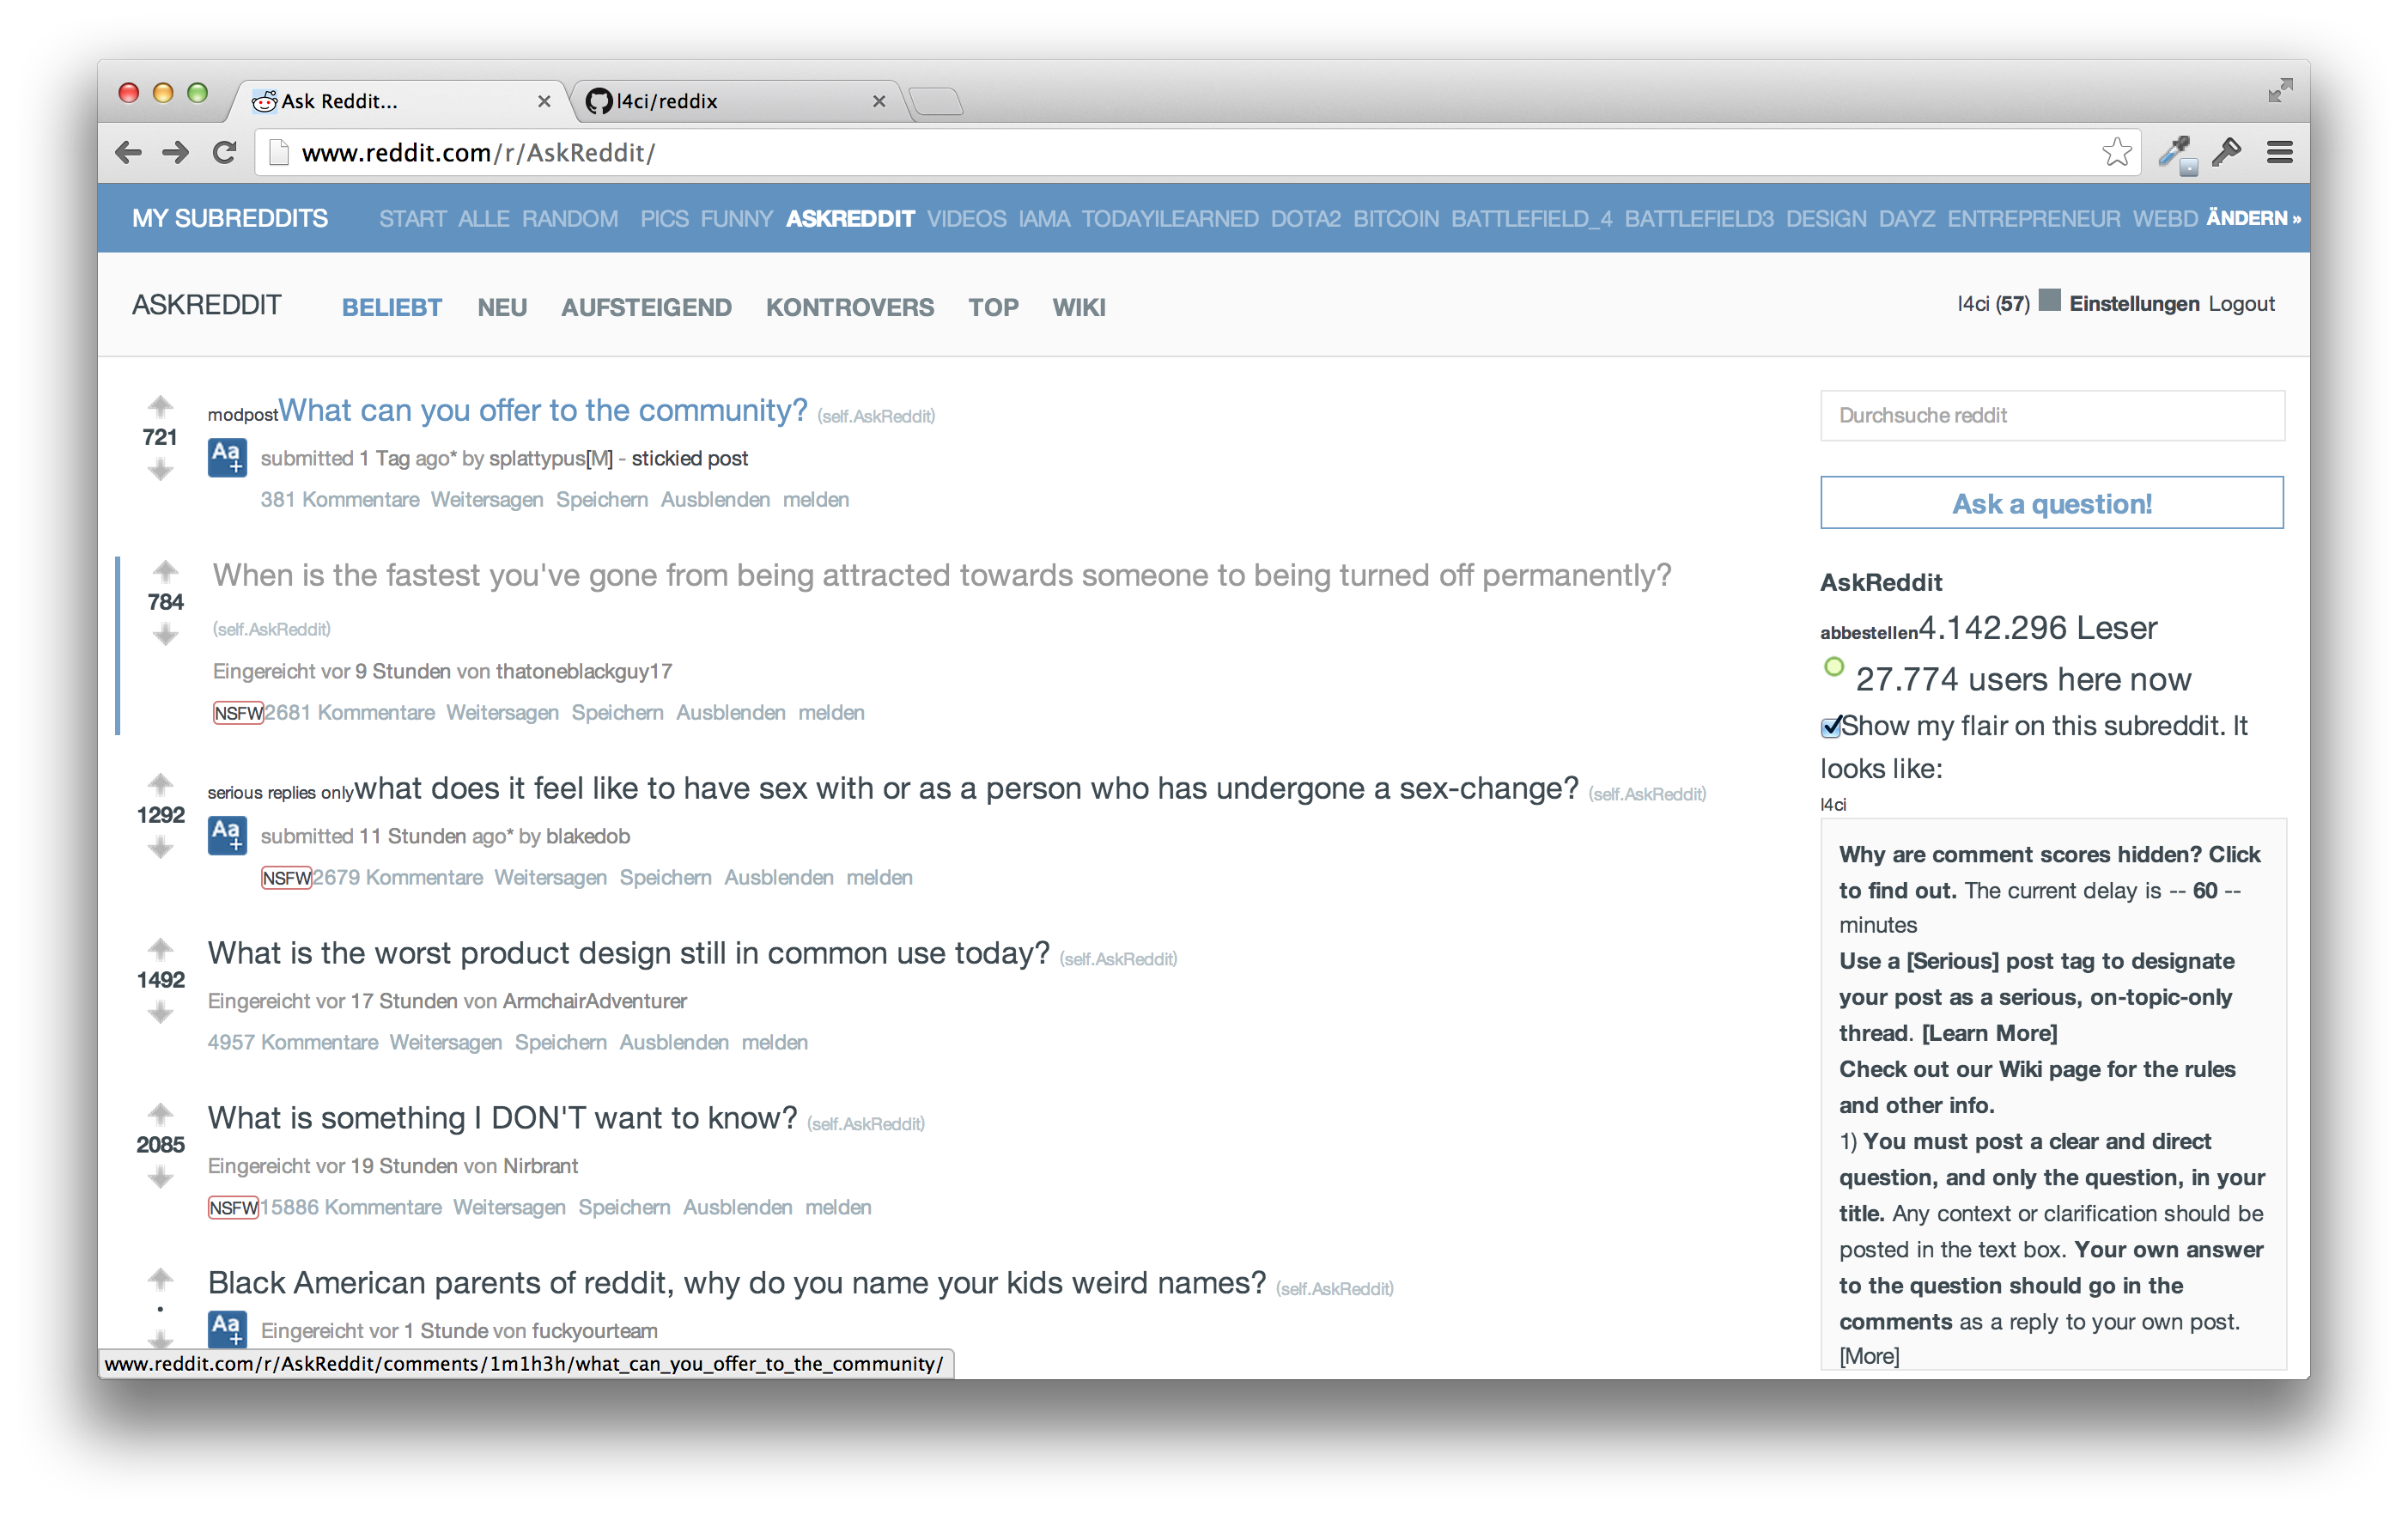 Ask Reddit...
l4ci/reddix
www.reddit.com/r/AskReddit/
MY SUBREDDITS START ALLE RANDOM PICS FUNNY ASKREDDIT VIDEOS IAMA TODAYILEARNED DOTA2 BITCOIN BATTLEFIELD_4 BATTLEFIELD3 DESIGN DAYZ ENTREPRENEUR WEBD ÄNDERN »
ASKREDDIT BELIEBT NEU AUFSTEIGEND KONTROVERS TOP WIKI
l4ci (57) Einstellungen Logout
modpostWhat can you offer to the community? (self.AskReddit)
721
Aa+
submitted 1 Tag ago* by splattypus[M] - stickied post
381 Kommentare Weitersagen Speichern Ausblenden melden
When is the fastest you've gone from being attracted towards someone to being turned off permanently?
784
(self.AskReddit)
Eingereicht vor 9 Stunden von thatoneblackguy17
NSFW2681 Kommentare Weitersagen Speichern Ausblenden melden
serious replies onlywhat does it feel like to have sex with or as a person who has undergone a sex-change? (self.AskReddit)
1292
Aa+
submitted 11 Stunden ago* by blakedob
NSFW2679 Kommentare Weitersagen Speichern Ausblenden melden
What is the worst product design still in common use today? (self.AskReddit)
1492
Eingereicht vor 17 Stunden von ArmchairAdventurer
4957 Kommentare Weitersagen Speichern Ausblenden melden
What is something I DON'T want to know? (self.AskReddit)
2085
Eingereicht vor 19 Stunden von Nirbrant
NSFW15886 Kommentare Weitersagen Speichern Ausblenden melden
Black American parents of reddit, why do you name your kids weird names? (self.AskReddit)
•
Aa+
Eingereicht vor 1 Stunde von fuckyourteam
www.reddit.com/r/AskReddit/comments/1m1h3h/what_can_you_offer_to_the_community/
Durchsuche reddit
Ask a question!
AskReddit
abbestellen4.142.296 Leser
27.774 users here now
Show my flair on this subreddit. It
looks like:
l4ci
Why are comment scores hidden? Click
to find out. The current delay is -- 60 --
minutes
Use a [Serious] post tag to designate
your post as a serious, on-topic-only
thread. [Learn More]
Check out our Wiki page for the rules
and other info.
1) You must post a clear and direct
question, and only the question, in your
title. Any context or clarification should be
posted in the text box. Your own answer
to the question should go in the
comments as a reply to your own post.
[More]